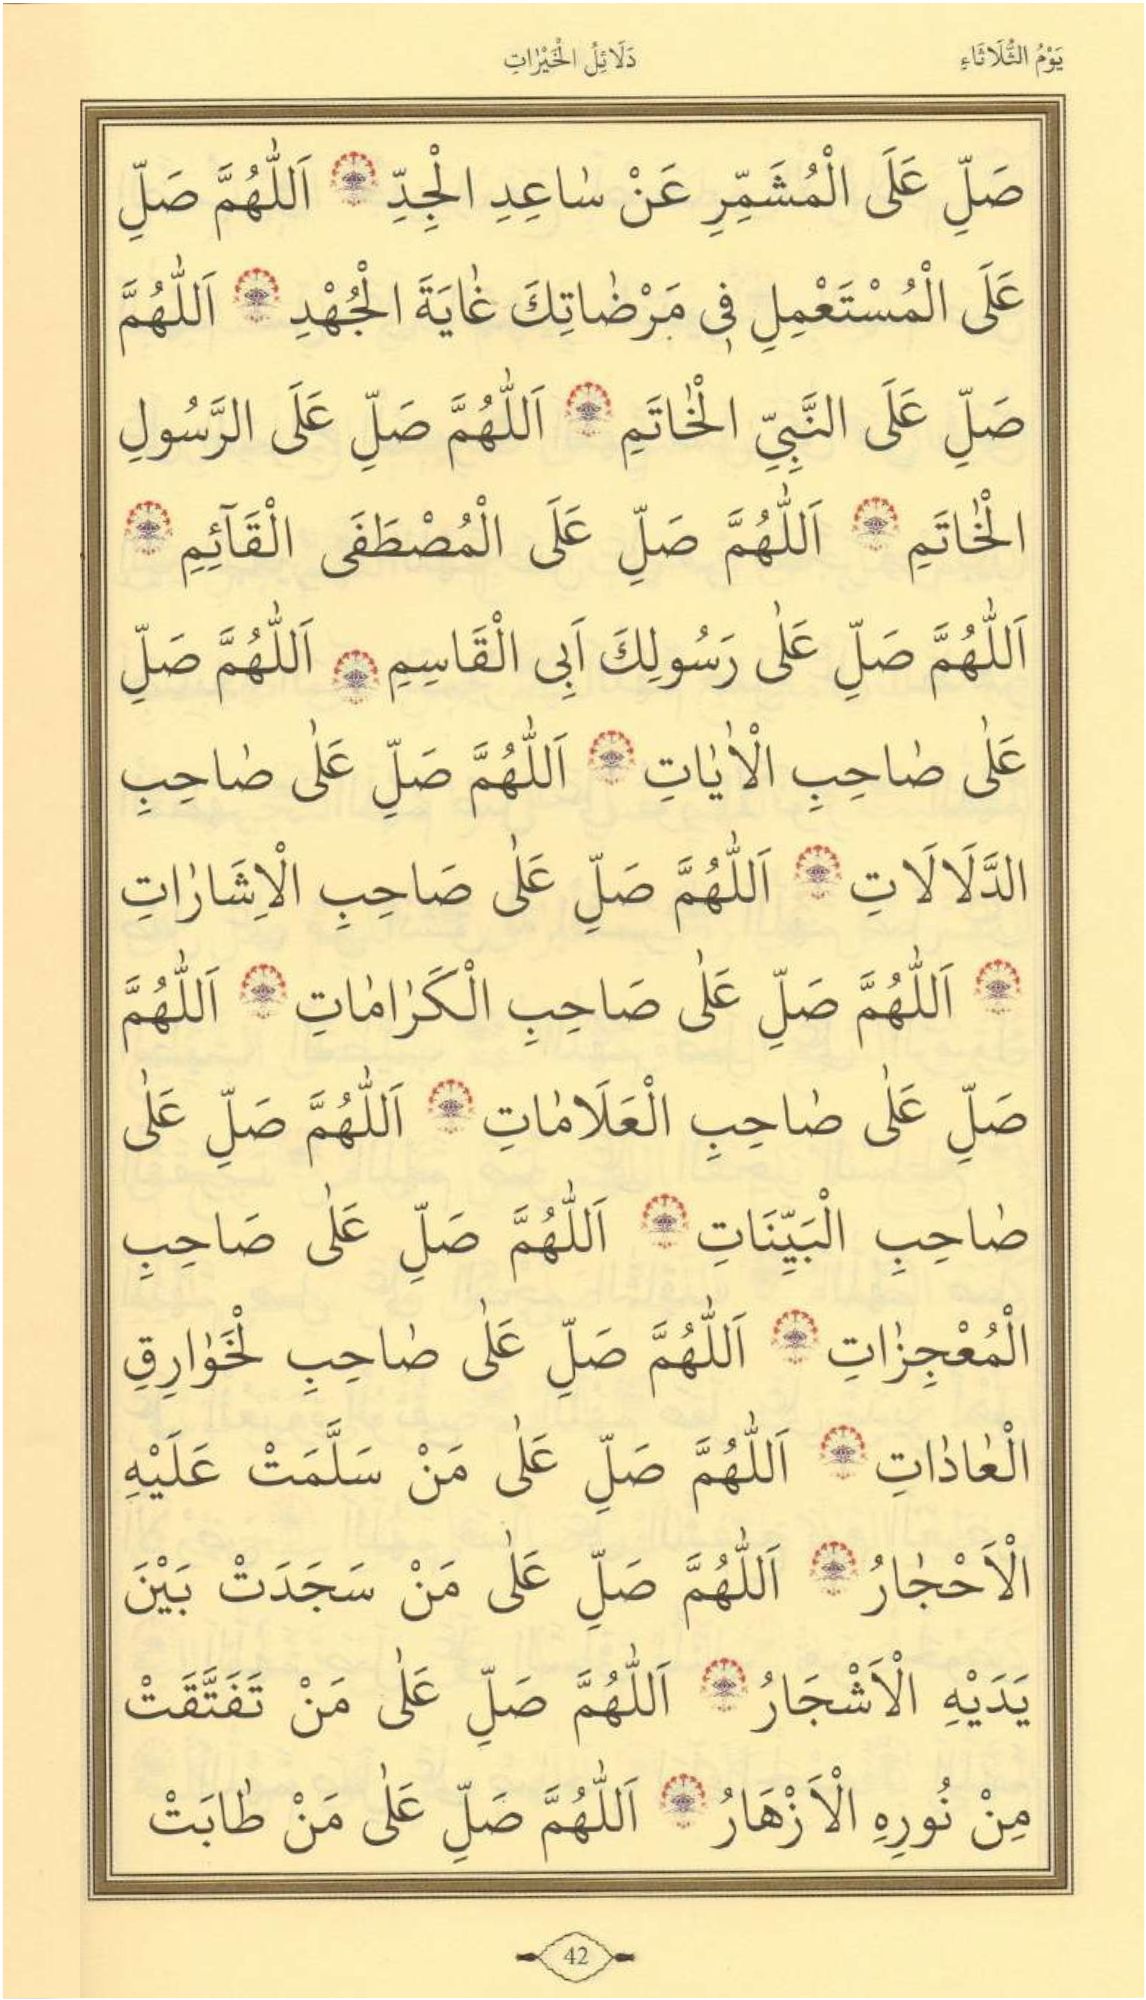 يَوْمُ الثُّلَاثَاءِ
دَلَائِلُ الْخَيْرَاتِ
صَلِّ عَلَى الْمُشَمِّرِ عَنْ سٰاعِدِ الْجِدِّ ۞ اَللّٰهُمَّ صَلِّ
عَلَى الْمُسْتَعْمِلِ فٖى مَرْضٰاتِكَ غٰايَةَ الْجُهْدِ ۞ اَللّٰهُمَّ
صَلِّ عَلَى النَّبِيِّ الْخٰاتَمِ ۞ اَللّٰهُمَّ صَلِّ عَلَى الرَّسُولِ
الْخٰاتَمِ ۞ اَللّٰهُمَّ صَلِّ عَلَى الْمُصْطَفَى الْقَآئِمِ ۞
اَللّٰهُمَّ صَلِّ عَلٰى رَسُولِكَ اَبِى الْقَاسِمِ ۞ اَللّٰهُمَّ صَلِّ
عَلٰى صٰاحِبِ الْاٰيٰاتِ ۞ اَللّٰهُمَّ صَلِّ عَلٰى صٰاحِبِ
الدَّلَالَاتِ ۞ اَللّٰهُمَّ صَلِّ عَلٰى صَاحِبِ الْاِشَارٰاتِ
۞ اَللّٰهُمَّ صَلِّ عَلٰى صَاحِبِ الْكَرٰامٰاتِ ۞ اَللّٰهُمَّ
صَلِّ عَلٰى صٰاحِبِ الْعَلَامٰاتِ ۞ اَللّٰهُمَّ صَلِّ عَلٰى
صٰاحِبِ الْبَيِّنَاتِ ۞ اَللّٰهُمَّ صَلِّ عَلٰى صَاحِبِ
الْمُعْجِزٰاتِ ۞ اَللّٰهُمَّ صَلِّ عَلٰى صٰاحِبِ لْخَوٰارِقِ
الْعٰادٰاتِ ۞ اَللّٰهُمَّ صَلِّ عَلٰى مَنْ سَلَّمَتْ عَلَيْهِ
الْاَحْجٰارُ ۞ اَللّٰهُمَّ صَلِّ عَلٰى مَنْ سَجَدَتْ بَيْنَ
يَدَيْهِ الْاَشْجَارُ ۞ اَللّٰهُمَّ صَلِّ عَلٰى مَنْ تَفَتَّقَتْ
مِنْ نُورِهِ الْاَزْهَارُ ۞ اَللّٰهُمَّ صَلِّ عَلٰى مَنْ طٰابَتْ
42